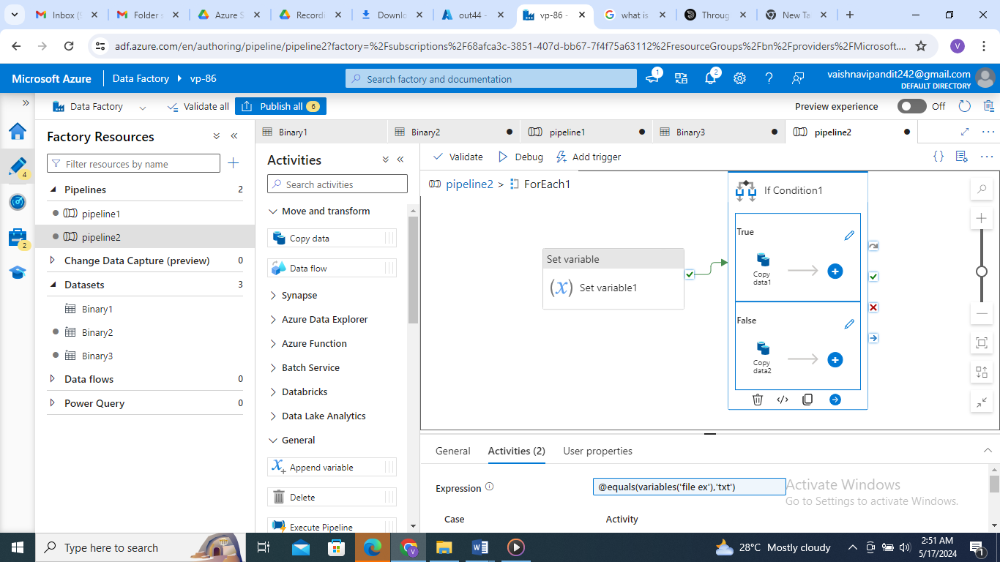 Inbox (9
Folder s
Azure S
Recordi
Downlo
out44 -
vp-86 -
what is
Throug
New Ta
adf.azure.com/en/authoring/pipeline/pipeline2?factory=%2Fsubscriptions%2F68afca3c-3851-407d-bb67-7f4f75a63112%2FresourceGroups%2Fbn%2Fproviders%2FMicrosoft....
V
Microsoft Azure
Data Factory
vp-86
Search factory and documentation
1
2
vaishnavipandit242@gmail.com
DEFAULT DIRECTORY
Data Factory
Validate all
Publish all 6
Preview experience
Off
4
2
Factory Resources
Filter resources by name
Pipelines 2
pipeline1
pipeline2
Change Data Capture (preview) 0
Datasets 3
Binary1
Binary2
Binary3
Data flows 0
Power Query 0
Binary1
Binary2
pipeline1
Binary3
pipeline2
Activities
Search activities
Move and transform
Copy data
Data flow
Synapse
Azure Data Explorer
Azure Function
Batch Service
Databricks
Data Lake Analytics
General
Append variable
Delete
Execute Pipeline
Validate
Debug
Add trigger
pipeline2 > ForEach1
Set variable
(x) Set variable1
If Condition1
True
Copy
data1
False
Copy
data2
General
Activities (2)
User properties
Expression
@equals(variables('file ex'),'txt')
Case
Activity
Activate Windows
Go to Settings to activate Windows.
Type here to search
28°C Mostly cloudy
2:51 AM
5/17/2024
1